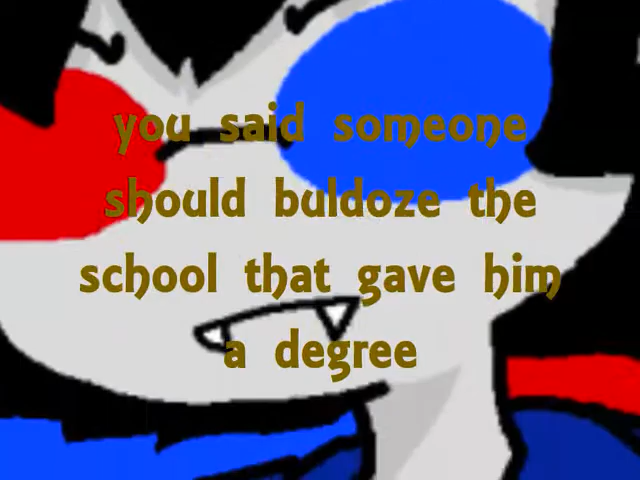 you said someone
should buldoze the
school that gave him
a degree